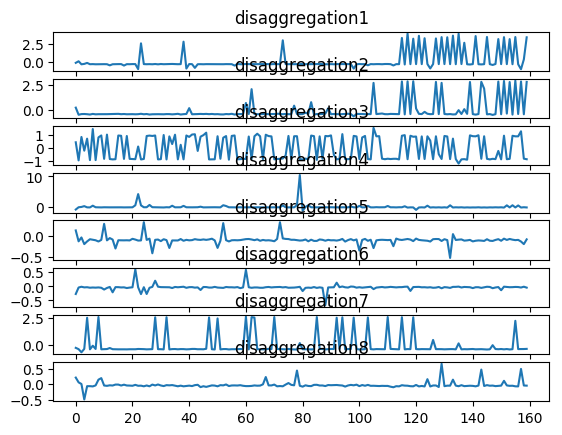 disaggregation1
2.5
0.0
disaggregation2
2.5
0.0
disaggregation3
1
0
−1
disaggregation4
10
0
disaggregation5
0.0
−0.5
disaggregation6
0.5
0.0
−0.5
disaggregation7
2.5
0.0
disaggregation8
0.5
0.0
−0.5
0 20 40 60 80 100 120 140 160